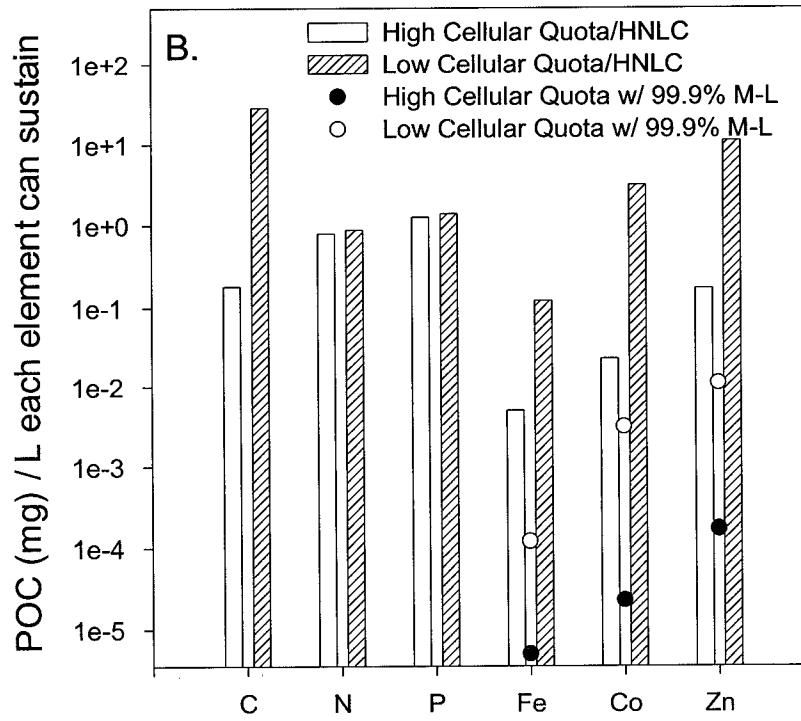 B.
High Cellular Quota/HNLC
Low Cellular Quota/HNLC
High Cellular Quota w/ 99.9% M-L
Low Cellular Quota w/ 99.9% M-L
POC (mg) / L each element can sustain
1e+2
1e+1
1e+0
1e-1
1e-2
1e-3
1e-4
1e-5
C N P Fe Co Zn